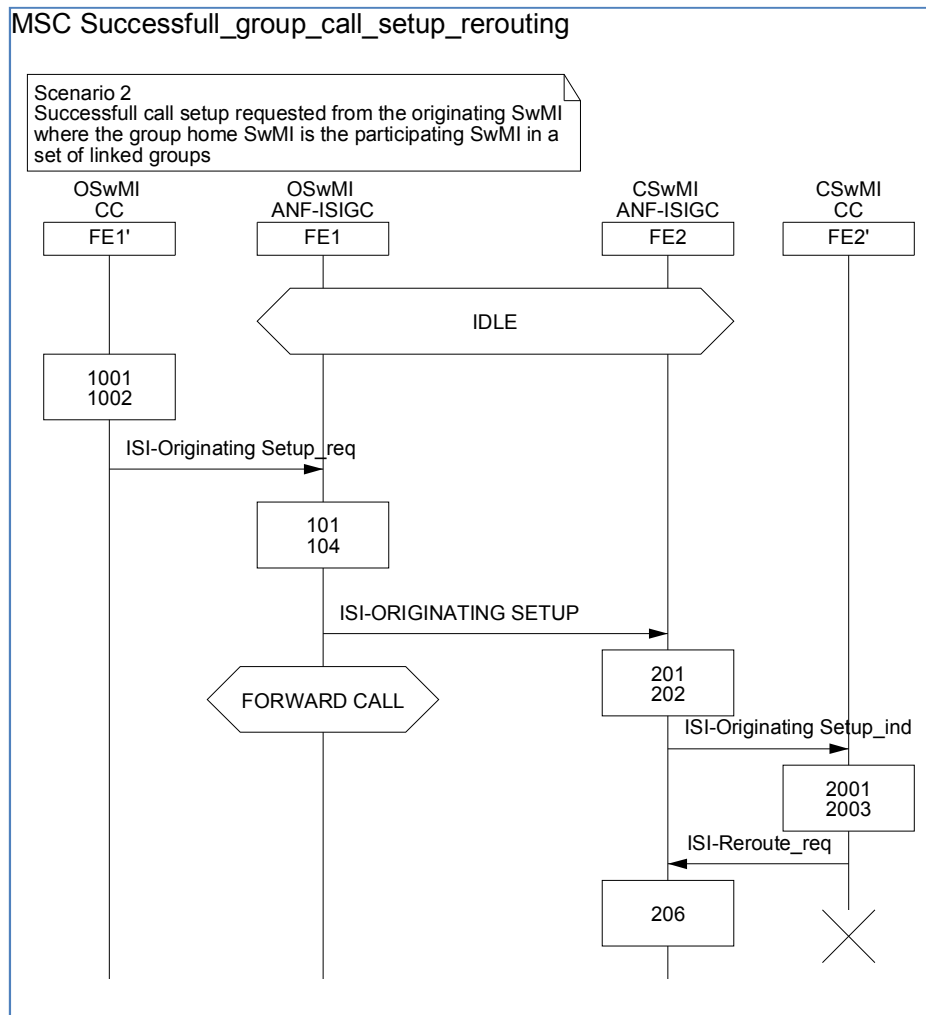 MSC Successfull_group_call_setup_rerouting
Scenario 2
Successfull call setup requested from the originating SwMI
where the group home SwMI is the participating SwMI in a
set of linked groups
OSwMI
CC
FE1'
OSwMI
ANF-ISIGC
FE1
CSwMI
ANF-ISIGC
FE2
CSwMI
CC
FE2'
IDLE
1001
1002
ISI-Originating Setup_req
101
104
ISI-ORIGINATING SETUP
FORWARD CALL
201
202
ISI-Originating Setup_ind
2001
2003
ISI-Reroute_req
206